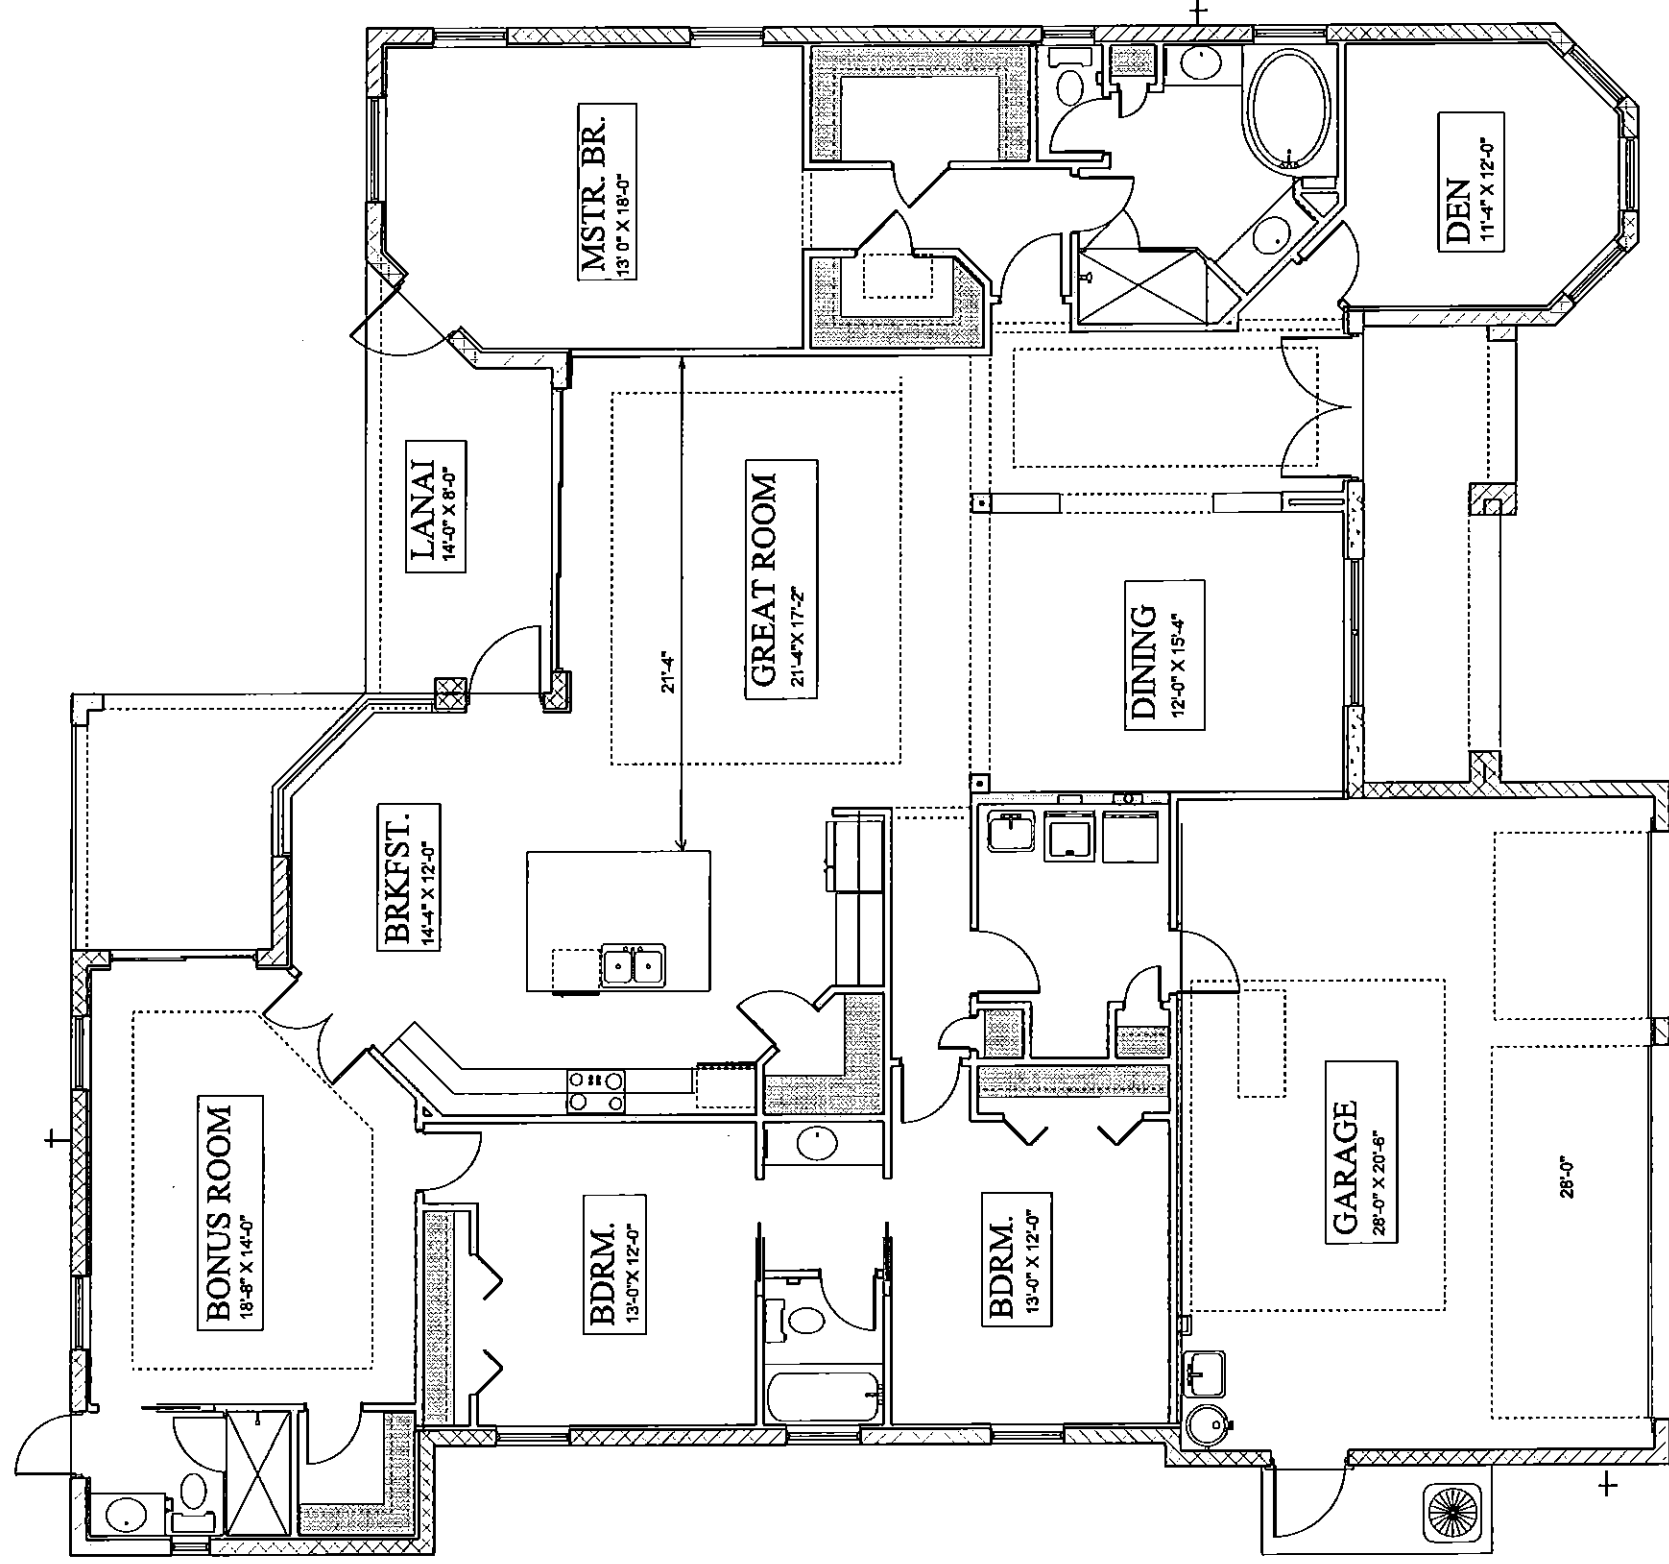 MSTR. BR.
13' 0" X 18'-0"
DEN
11'-4" X 12'-0"
LANAI
14'-0" X 8'-0"
GREAT ROOM
21'-4"X 17'-2"
21'-4"
DINING
12'-0" X 15'-4"
BRKFST.
14'-4" X 12'-0"
BONUS ROOM
18'-8" X 14'-0"
BDRM.
13'-0"X 12'-0"
BDRM.
13'-0" X 12'-0"
GARAGE
28'-0" X 20'-6"
28'-0"